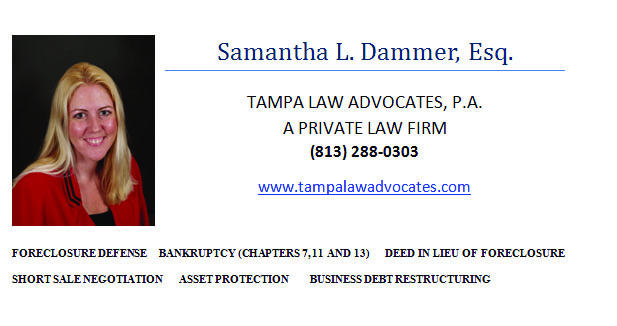 Samantha L. Dammer, Esq.
TAMPA LAW ADVOCATES, P.A.
A PRIVATE LAW FIRM
(813) 288-0303
www.tampalawadvocates.com
FORECLOSURE DEFENSE BANKRUPTCY (CHAPTERS 7,11 AND 13) DEED IN LIEU OF FORECLOSURE
SHORT SALE NEGOTIATION ASSET PROTECTION BUSINESS DEBT RESTRUCTURING